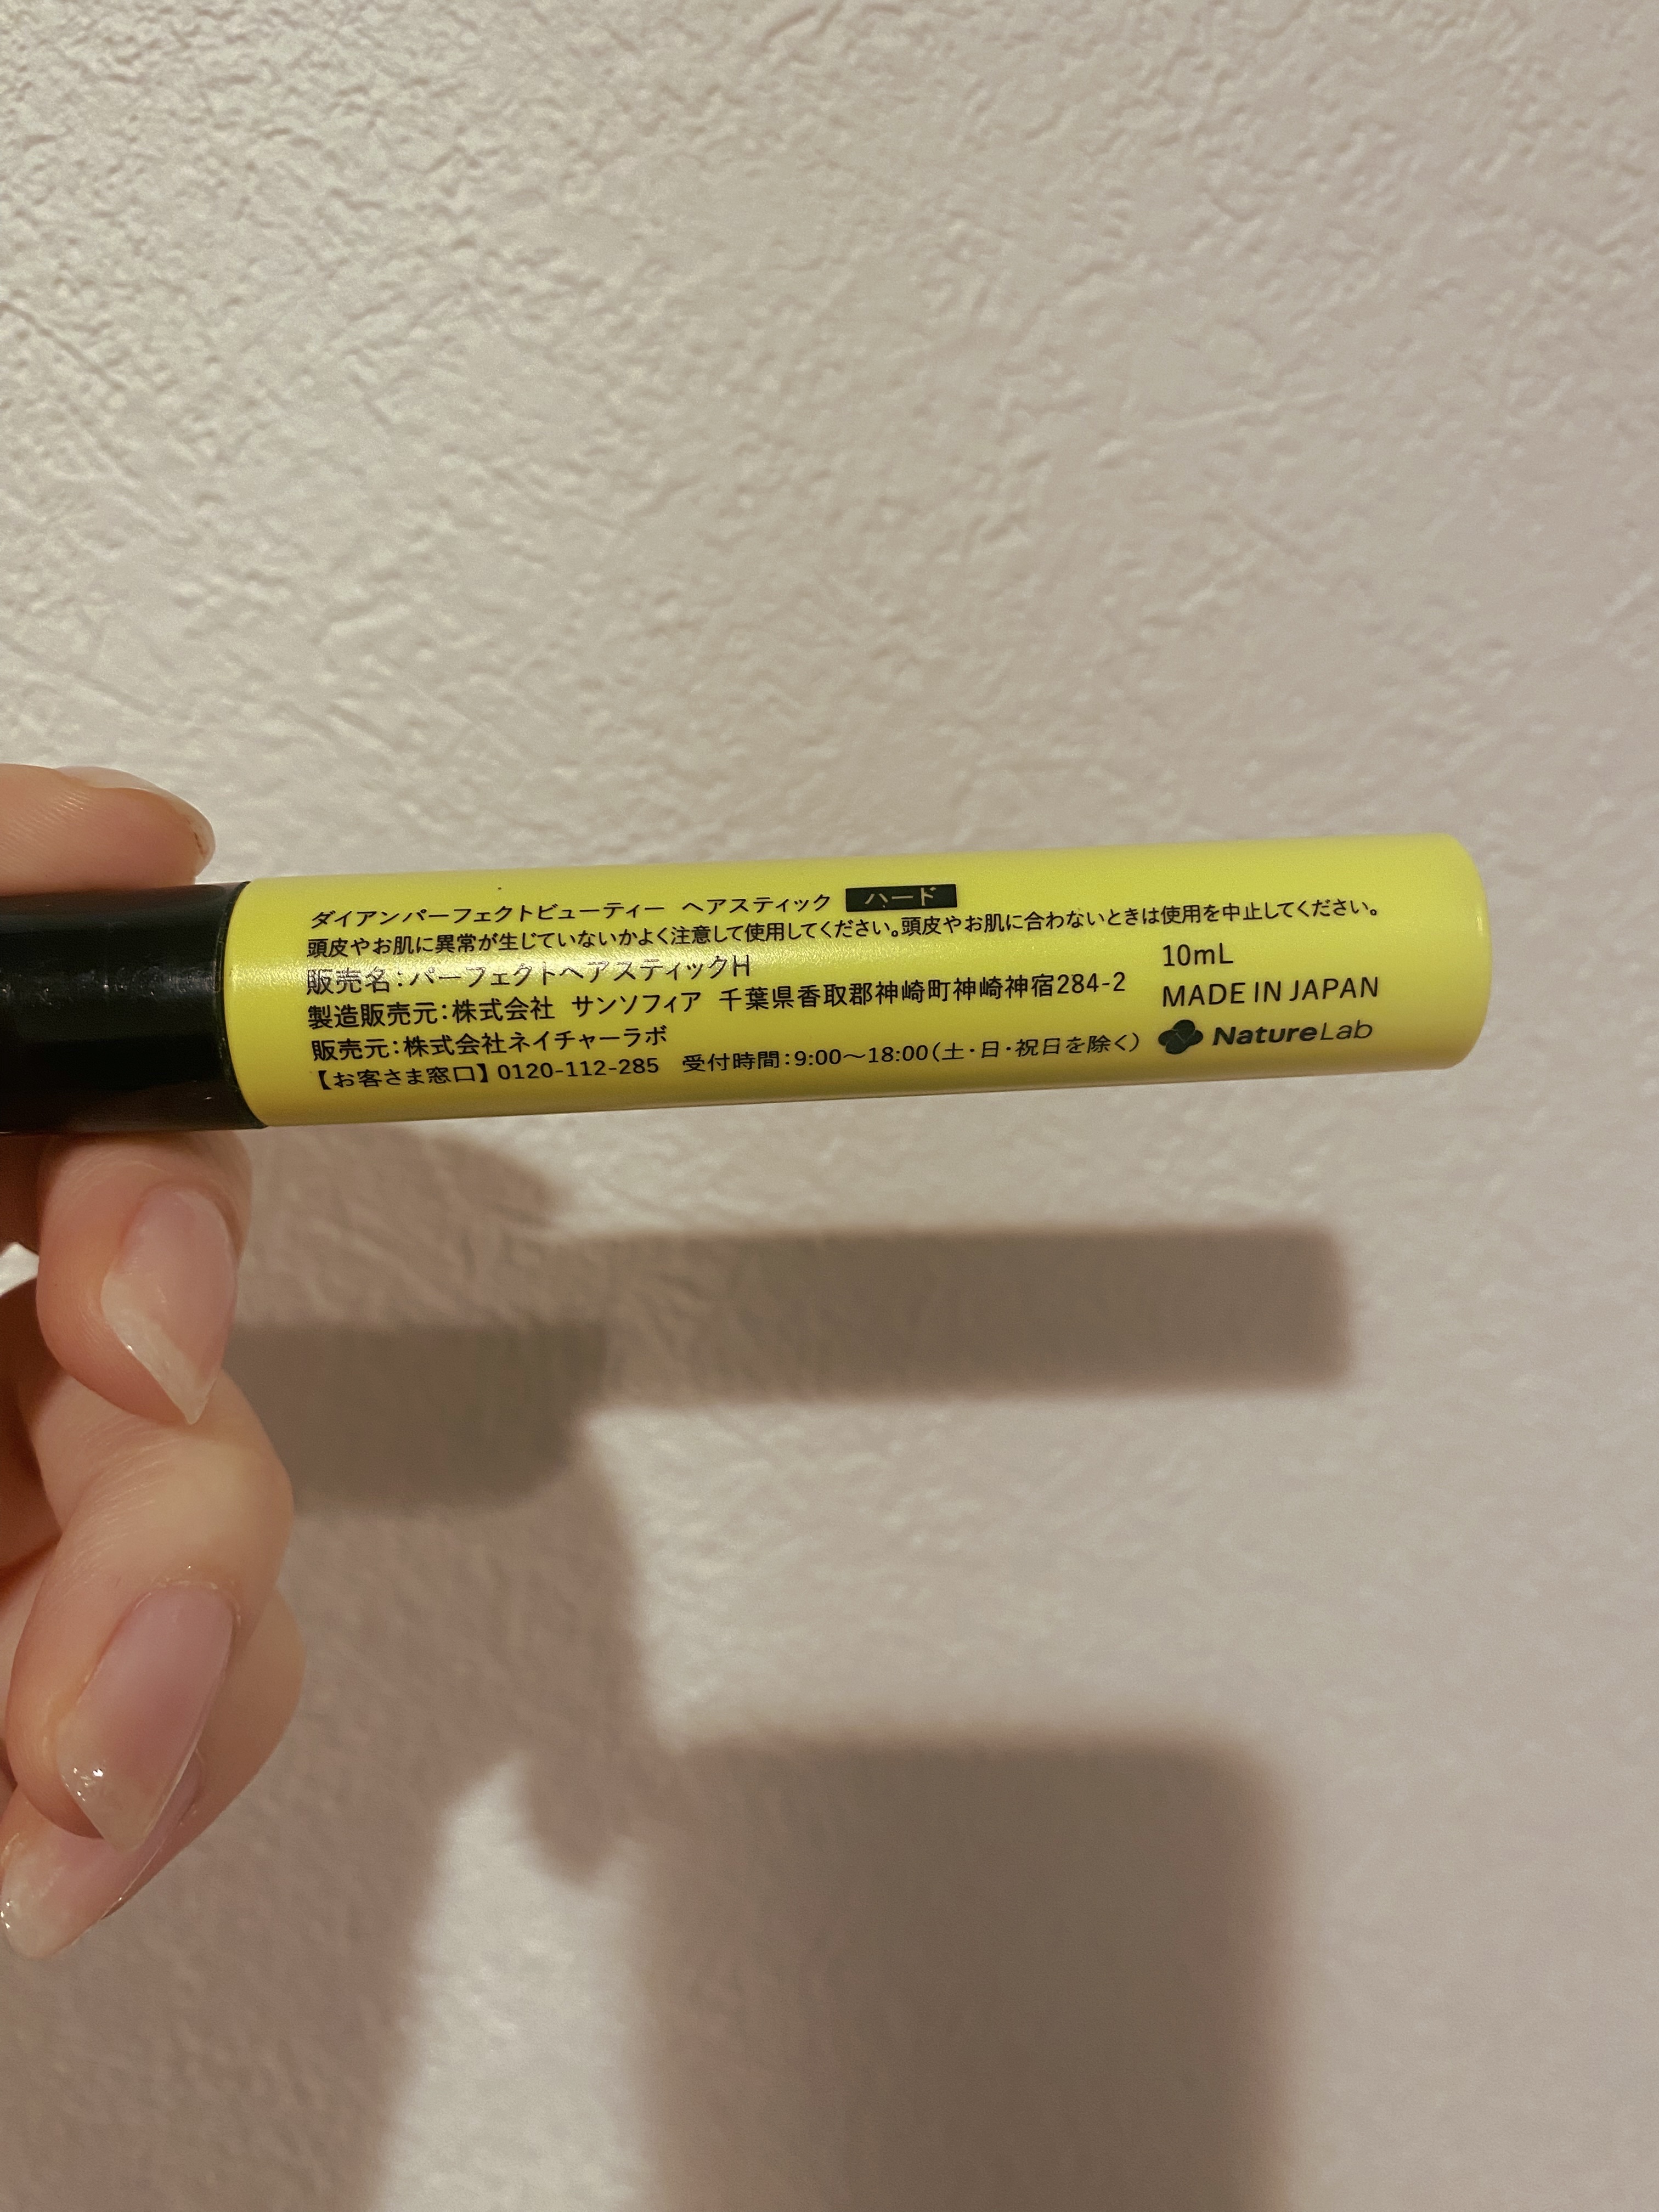 ダイアンパーフェクトビューティー ヘアスティック ハード
頭皮やお肌に異常が生じていないかよく注意して使用してください。頭皮やお肌に合わないときは使用を中止してください。
販売名:パーフェクトヘアスティックH
製造販売元:株式会社 サンソフィア 千葉県香取郡神崎町神崎神宿284-2
販売元:株式会社ネイチャーラボ
【お客さま窓口】0120-112-285 受付時間:9:00～18:00(土・日・祝日を除く)
10mL
MADE IN JAPAN
NatureLab